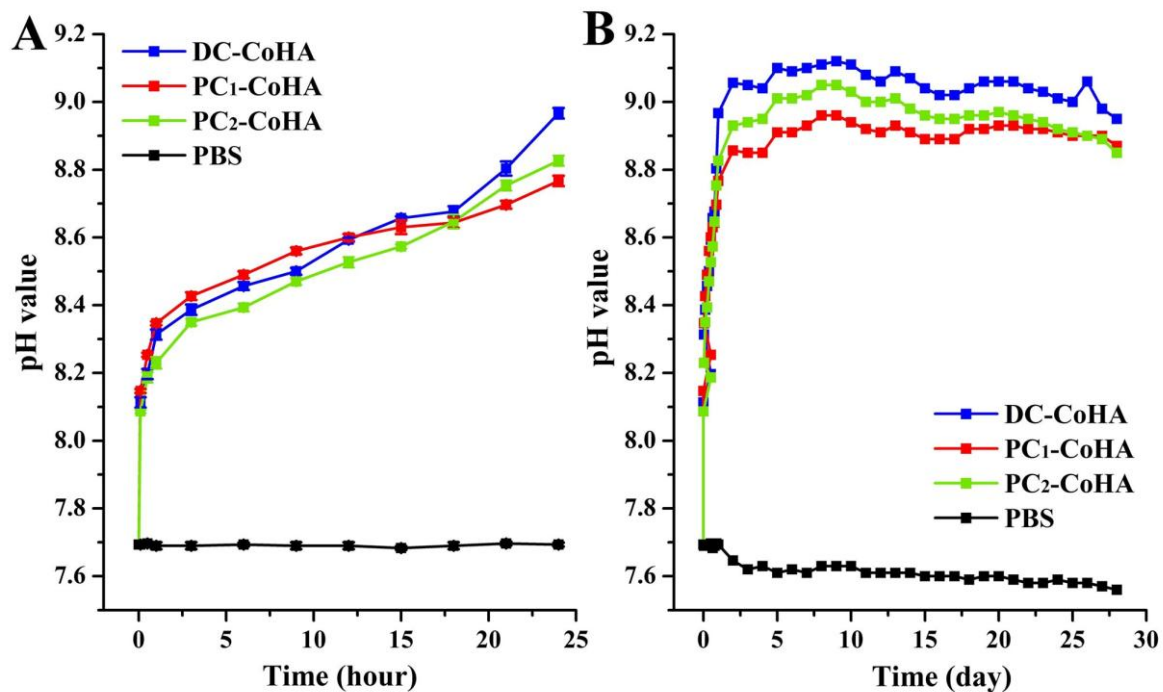 A
9.2
9.0
8.8
8.6
8.4
8.2
8.0
7.8
7.6
pH value
DC-CoHA
PC₁-CoHA
PC₂-CoHA
PBS
0 5 10 15 20 25
Time (hour)
B
9.2
9.0
8.8
8.6
8.4
8.2
8.0
7.8
7.6
pH value
DC-CoHA
PC₁-CoHA
PC₂-CoHA
PBS
0 5 10 15 20 25 30
Time (day)